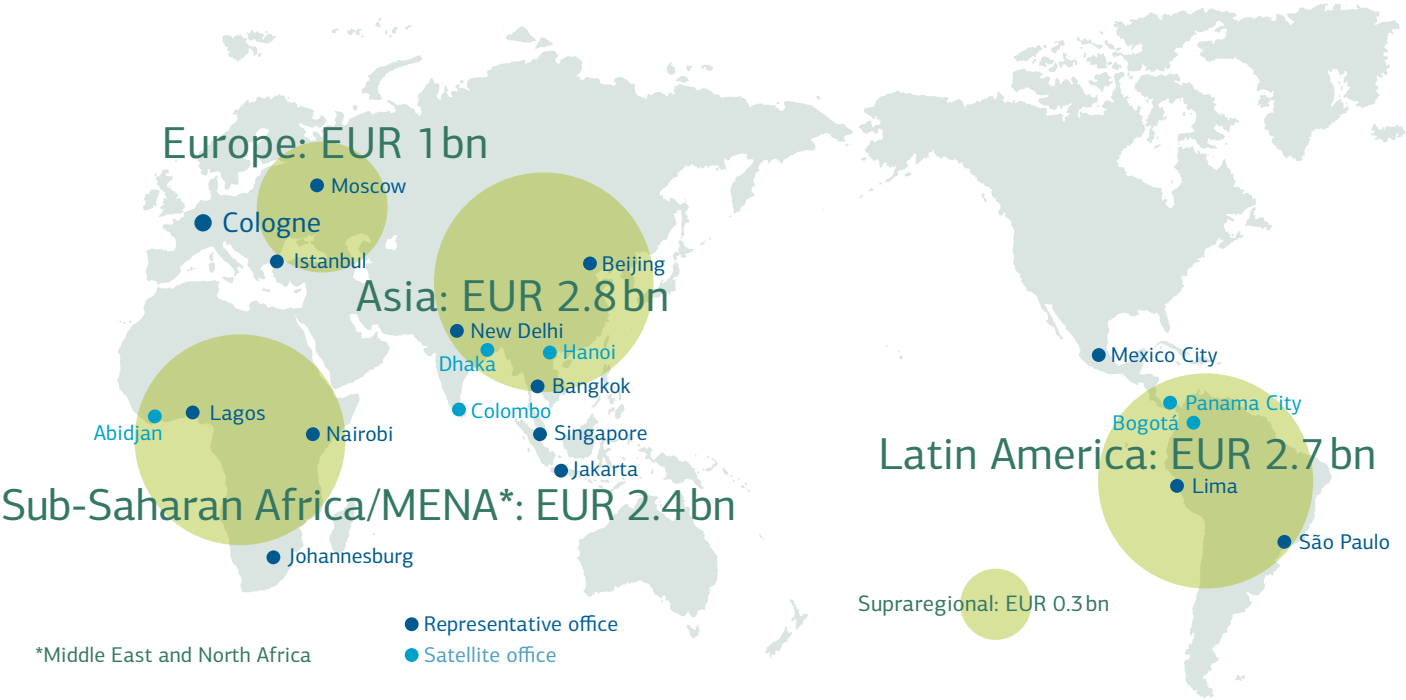 Europe: EUR 1bn
Moscow
Cologne
Istanbul
Beijing
Asia: EUR 2.8bn
New Delhi
Dhaka
Hanoi
Bangkok
Colombo
Singapore
Jakarta
Lagos
Abidjan
Nairobi
Sub-Saharan Africa/MENA*: EUR 2.4bn
Johannesburg
Mexico City
Panama City
Bogotá
Latin America: EUR 2.7bn
Lima
São Paulo
Supraregional: EUR 0.3bn
Representative office
Satellite office
*Middle East and North Africa